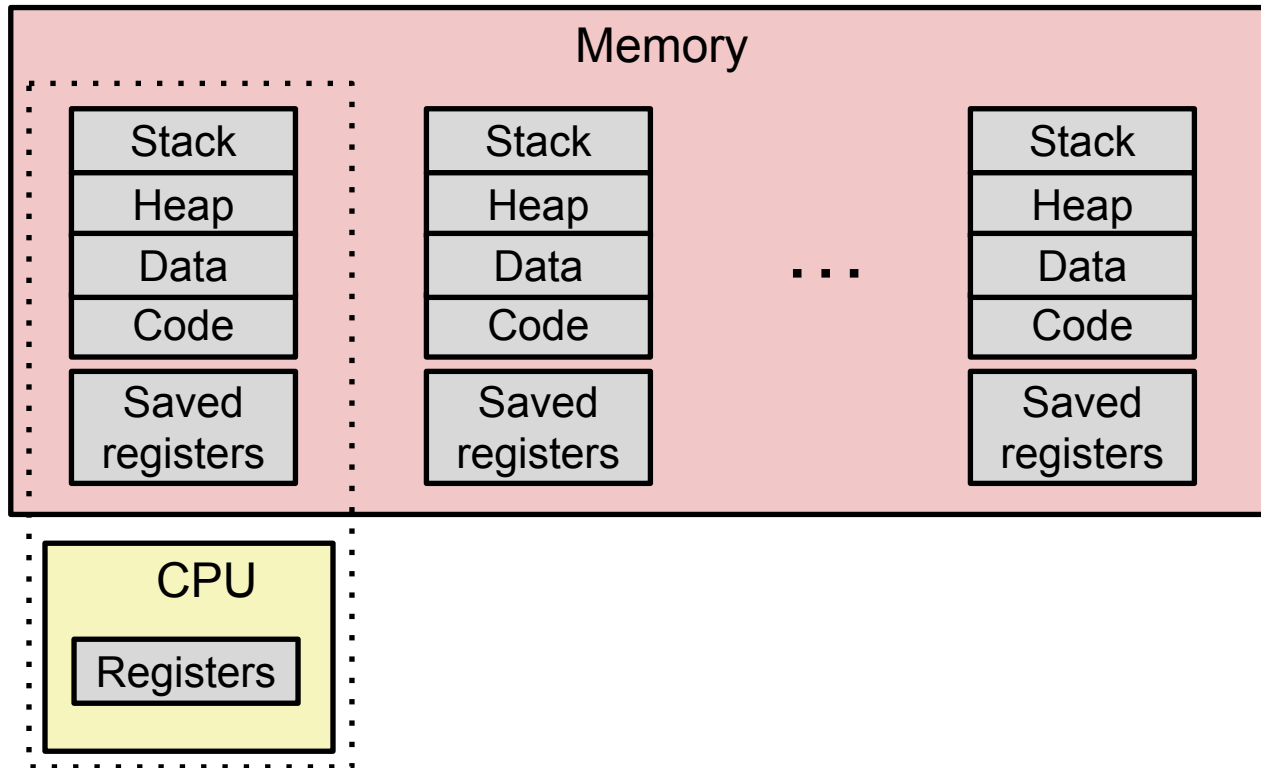 Memory
Stack
Heap
Data
Code
Saved
registers
Stack
Heap
Data
Code
Saved
registers
...
Stack
Heap
Data
Code
Saved
registers
CPU
Registers